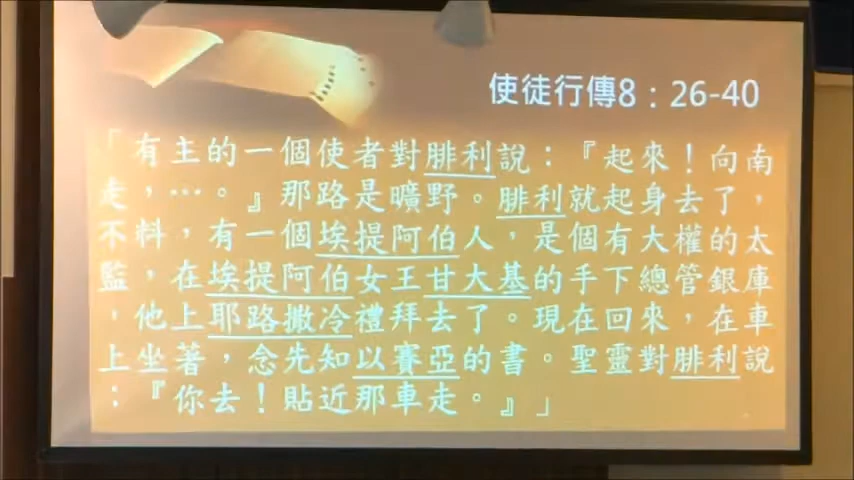 使徒行傳8：26-40
「有主的一個使者對腓利說：『起來！向南
走，…。』那路是曠野。腓利就起身去了，
不料，有一個埃提阿伯人，是個有大權的太
監，在埃提阿伯女王甘大基的手下總管銀庫
，他上耶路撒冷禮拜去了。現在回來，在車
上坐著，念先知以賽亞的書。聖靈對腓利說
：『你去！貼近那車走。』」